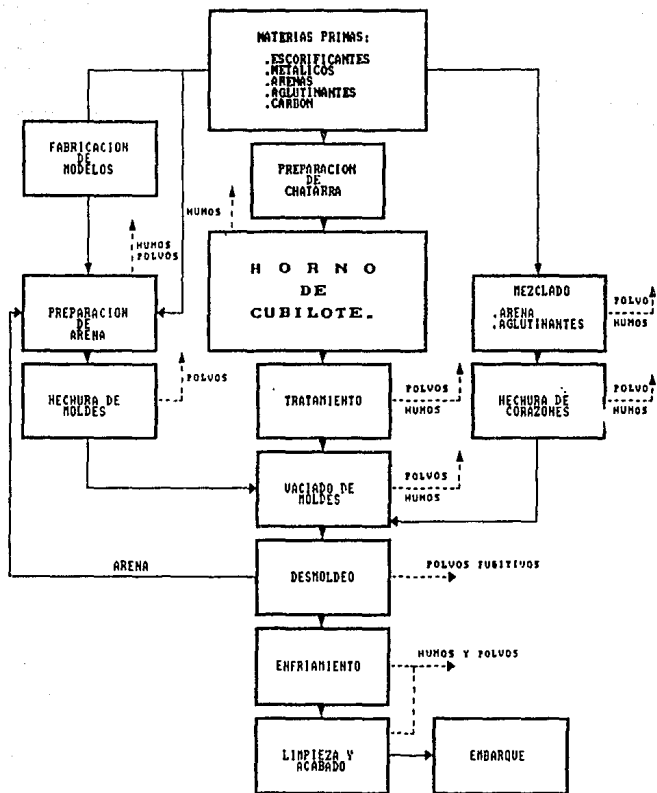 MATERIAS PRIMAS:
.ESCORIFICANTES
.METALICOS
.ARENAS
.AGLUTINANTES
.CARBON
FABRICACION
DE
MODELOS
PREPARACION
DE
CHATARRA
HUMOS
HUMOS
POLVOS
HORNO
DE
CUBILOTE.
MEZCLADO
.ARENA
.AGLUTINANTES
POLVO
HUMOS
PREPARACION
DE
ARENA
HECHURA DE
MOLDES
POLVOS
TRATAMIENTO
POLVOS
HUMOS
HECHURA DE
CORAZONES
POLVO
HUMOS
VACIADO DE
MOLDES
POLVOS
HUMOS
ARENA
DESMOLDEO
POLVOS FUGITIVOS
ENFRIAMIENTO
HUMOS Y POLVOS
LIMPIEZA Y
ACABADO
EMBARQUE